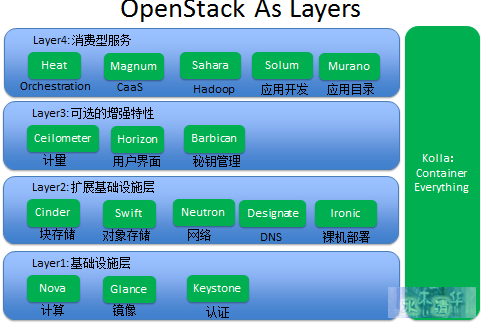 OpenStack As Layers
Layer4:消费型服务
Heat Magnum Sahara Solum Murano
Orchestration CaaS Hadoop 应用开发 应用目录
Layer3:可选的增强特性
Ceilometer Horizon Barbican
计量 用户界面 秘钥管理
Kolla:
Container
Everything
Layer2:扩展基础设施层
Cinder Swift Neutron Designate Ironic
块存储 对象存储 网络 DNS 裸机部署
Layer1:基础设施层
Nova Glance Keystone
计算 镜像 认证